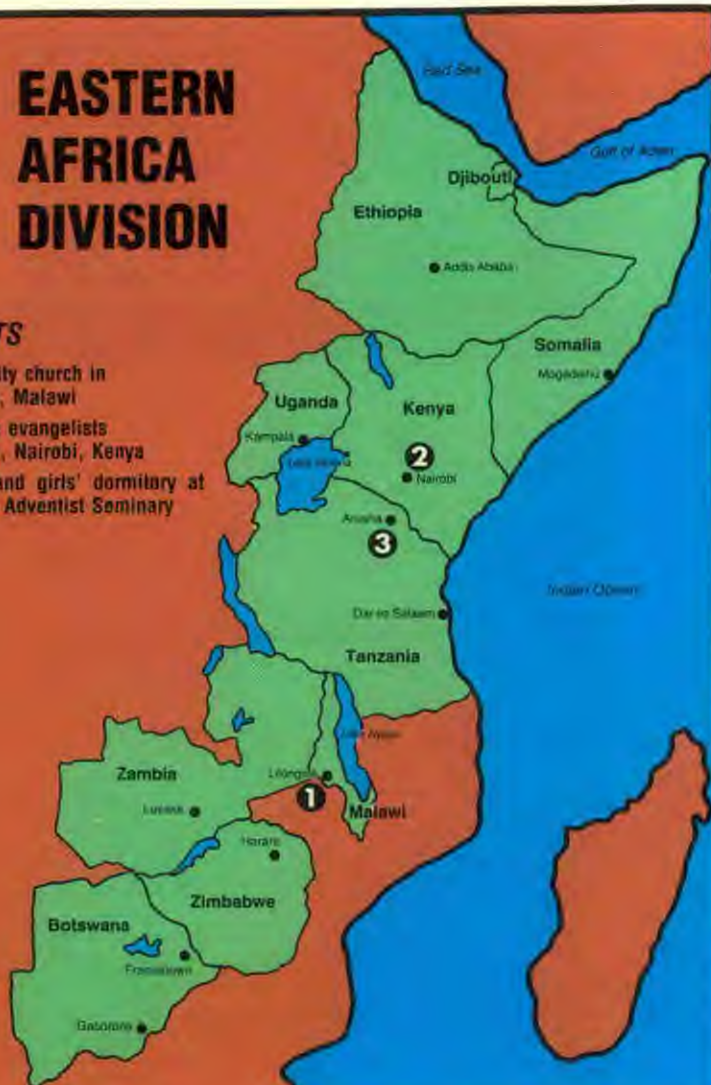 EASTERN
AFRICA
DIVISION
TS
ity church in
, Malawi
evangelists
, Nairobi, Kenya
and girls' dormitory at
Adventist Seminary
Red Sea
Gulf of Aden
Djibouti
Ethiopia
Addis Ababa
Somalia
Mogadishu
Uganda
Kenya
Kampala
Lake Victoria
2
Nairobi
Arusha
3
Indian Ocean
Dar es Salaam
Tanzania
Zambia
Lilongwe
1
Malawi
Lusaka
Harare
Zimbabwe
Botswana
Francistown
Gaborone